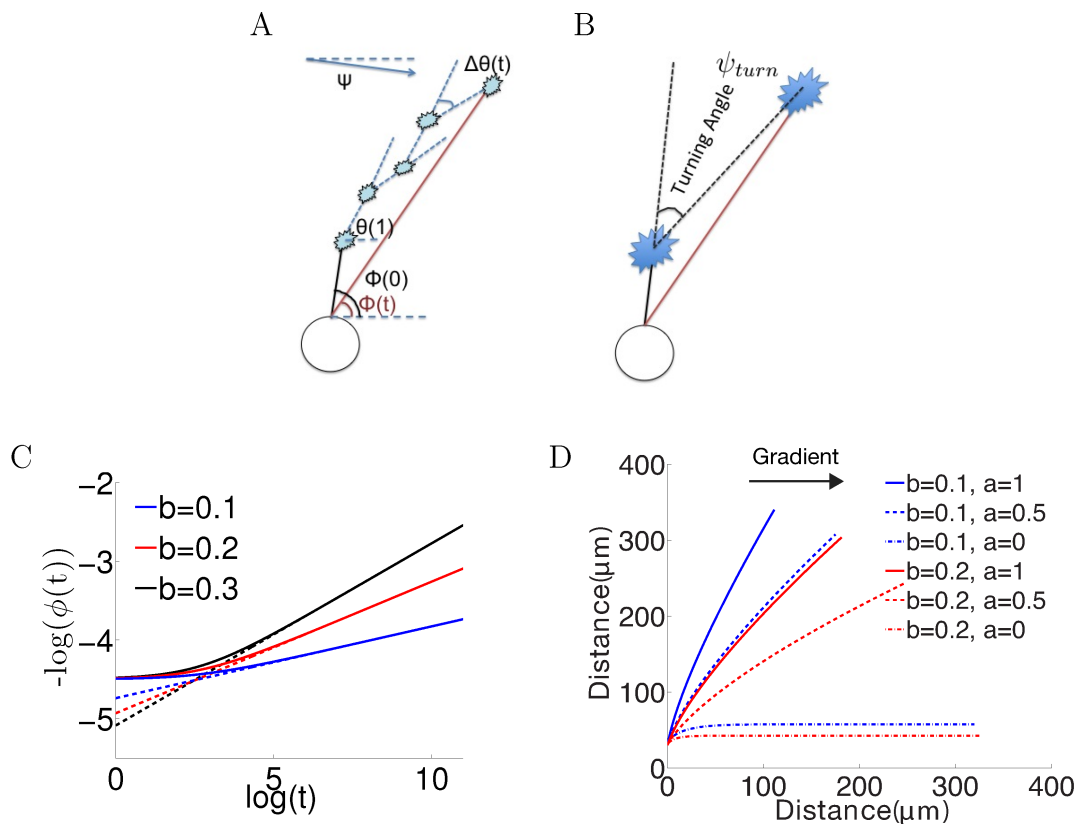 A
ψ
Δθ(t)
θ(1)
Φ(0)
Φ(t)
B
ψturn
Turning Angle
C
-log(ϕ(t))
−2
−3
−4
−5
b=0.1
b=0.2
b=0.3
0
5
10
log(t)
D
Distance(μm)
400
300
200
100
0
Gradient
b=0.1, a=1
b=0.1, a=0.5
b=0.1, a=0
b=0.2, a=1
b=0.2, a=0.5
b=0.2, a=0
0
100
200
300
400
Distance(μm)